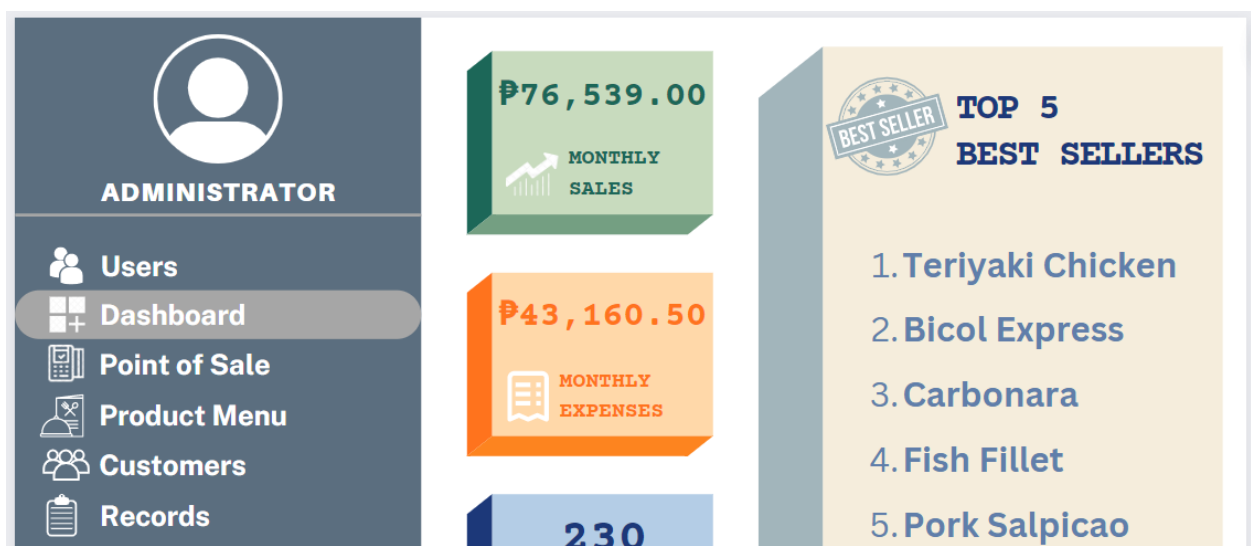 ADMINISTRATOR
Users
Dashboard
Point of Sale
Product Menu
Customers
Records
₱76,539.00
MONTHLY
SALES
₱43,160.50
MONTHLY
EXPENSES
230
BEST SELLER
TOP 5
BEST SELLERS
1. Teriyaki Chicken
2. Bicol Express
3. Carbonara
4. Fish Fillet
5. Pork Salpicao